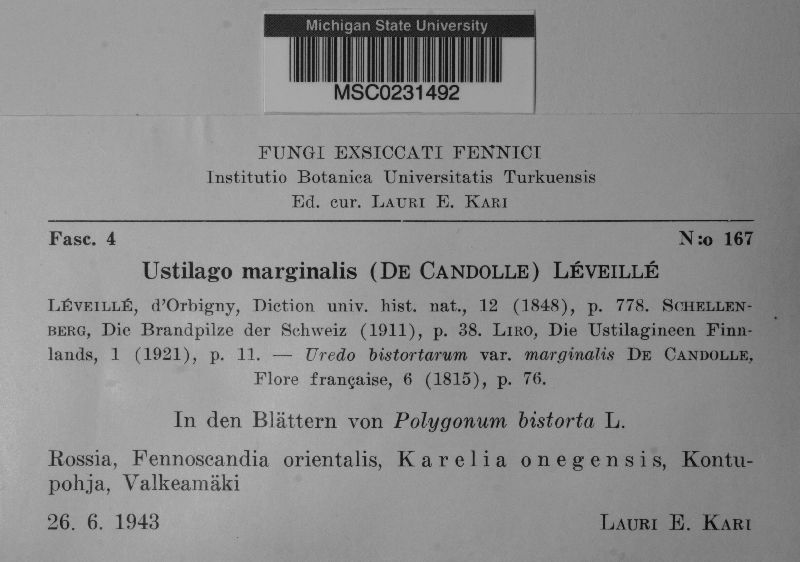 Michigan State University
MSC0231492
FUNGI EXSICCATI FENNICI
Institutio Botanica Universitatis Turkuensis
Ed. cur. LAURI E. KARI
Fasc. 4 N:o 167
Ustilago marginalis (DE CANDOLLE) LÉVEILLÉ
LÉVEILLÉ, d'Orbigny, Diction univ. hist. nat., 12 (1848), p. 778. SCHELLEN-
BERG, Die Brandpilze der Schweiz (1911), p. 38. LIRO, Die Ustilagineen Finn-
lands, 1 (1921), p. 11. — Uredo bistortarum var. marginalis DE CANDOLLE,
Flore française, 6 (1815), p. 76.
In den Blättern von Polygonum bistorta L.
Rossia, Fennoscandia orientalis, Karelia onegensis, Kontu-
pohja, Valkeamäki
26. 6. 1943 LAURI E. KARI